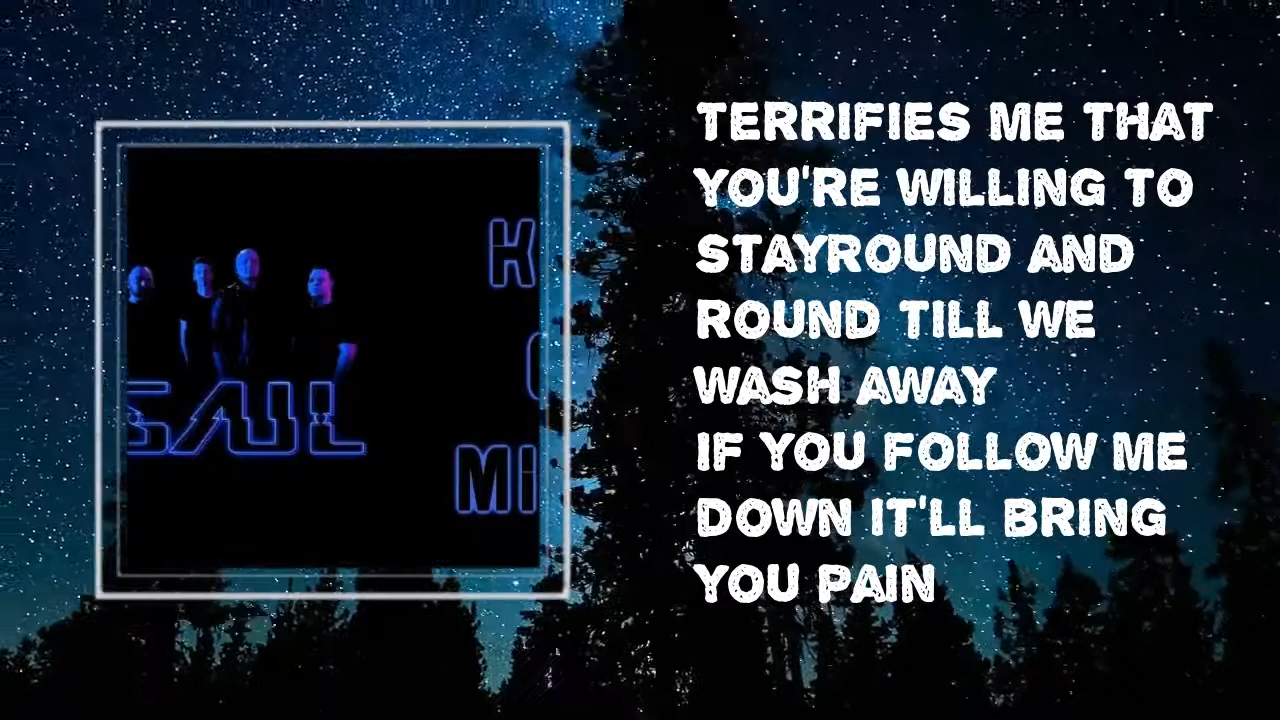 K
SAUL
MI
TERRIFIES ME THAT
YOU'RE WILLING TO
STAYROUND AND
ROUND TILL WE
WASH AWAY
IF YOU FOLLOW ME
DOWN IT'LL BRING
YOU PAIN